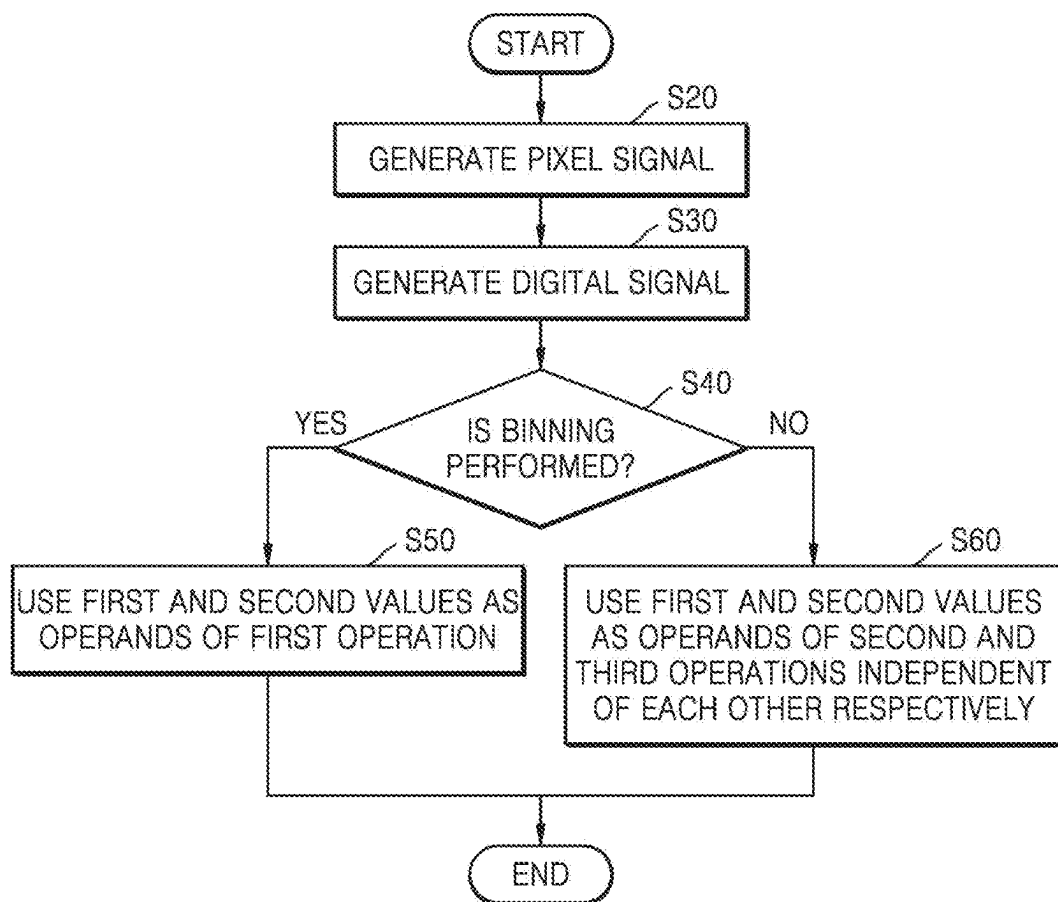 START
S20
GENERATE PIXEL SIGNAL
S30
GENERATE DIGITAL SIGNAL
S40
YES
IS BINNING
PERFORMED?
NO
S50
USE FIRST AND SECOND VALUES AS
OPERANDS OF FIRST OPERATION
S60
USE FIRST AND SECOND VALUES
AS OPERANDS OF SECOND AND
THIRD OPERATIONS INDEPENDENT
OF EACH OTHER RESPECTIVELY
END